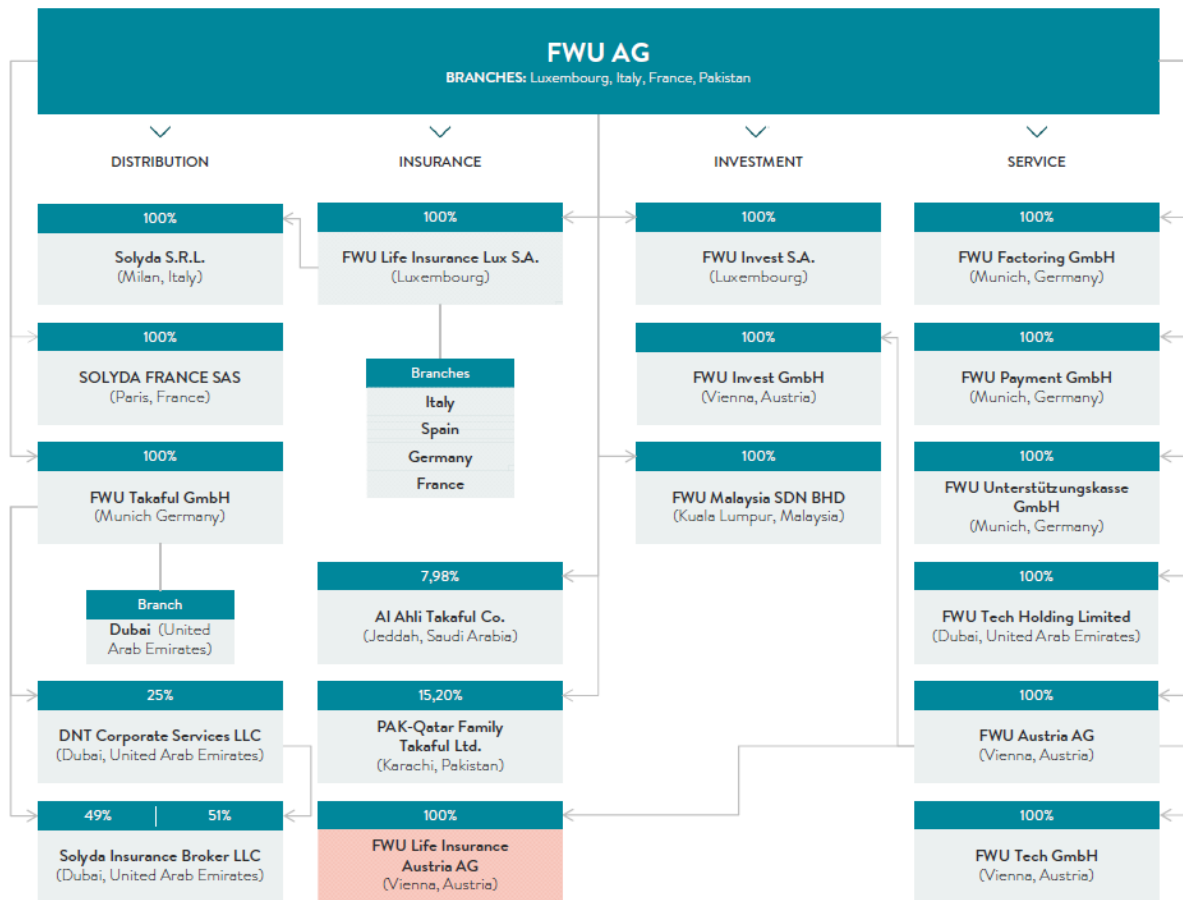 FWU AG
BRANCHES: Luxembourg, Italy, France, Pakistan
DISTRIBUTION
100%
Solyda S.R.L.
(Milan, Italy)
100%
SOLYDA FRANCE SAS
(Paris, France)
100%
FWU Takaful GmbH
(Munich Germany)
Branch
Dubai (United
Arab Emirates)
25%
DNT Corporate Services LLC
(Dubai, United Arab Emirates)
49% 51%
Solyda Insurance Broker LLC
(Dubai, United Arab Emirates)
INSURANCE
100%
FWU Life Insurance Lux S.A.
(Luxembourg)
Branches
Italy
Spain
Germany
France
7,98%
Al Ahli Takaful Co.
(Jeddah, Saudi Arabia)
15,20%
PAK-Qatar Family
Takaful Ltd.
(Karachi, Pakistan)
100%
FWU Life Insurance
Austria AG
(Vienna, Austria)
INVESTMENT
100%
FWU Invest S.A.
(Luxembourg)
100%
FWU Invest GmbH
(Vienna, Austria)
100%
FWU Malaysia SDN BHD
(Kuala Lumpur, Malaysia)
SERVICE
100%
FWU Factoring GmbH
(Munich, Germany)
100%
FWU Payment GmbH
(Munich, Germany)
100%
FWU Unterstützungskasse
GmbH
(Munich, Germany)
100%
FWU Tech Holding Limited
(Dubai, United Arab Emirates)
100%
FWU Austria AG
(Vienna, Austria)
100%
FWU Tech GmbH
(Vienna, Austria)